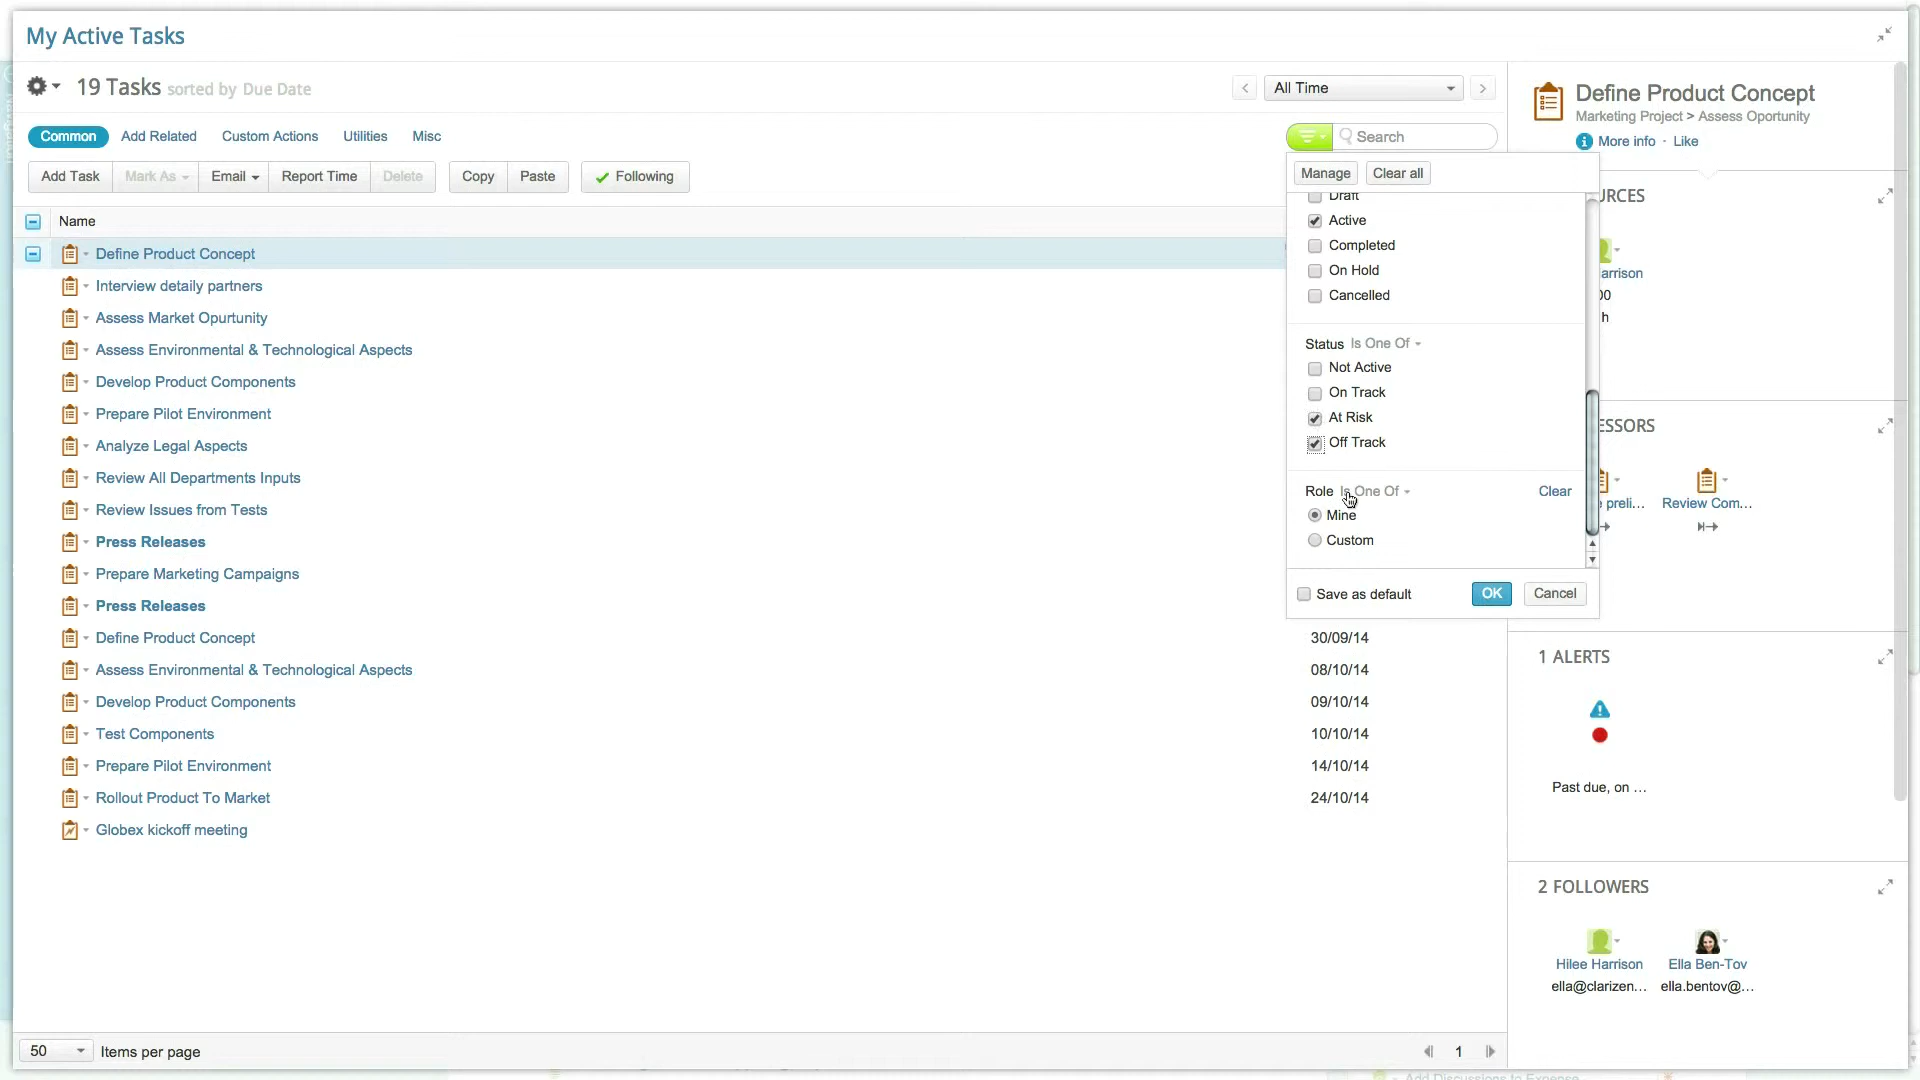 My Active Tasks
19 Tasks sorted by Due Date
All Time
Common Add Related Custom Actions Utilities Misc
Search
Add Task Mark As Email Report Time Delete Copy Paste Following
Manage Clear all
Name
Define Product Concept
Interview detaily partners
Assess Market Opurtunity
Assess Environmental & Technological Aspects
Develop Product Components
Prepare Pilot Environment
Analyze Legal Aspects
Review All Departments Inputs
Review Issues from Tests
Press Releases
Prepare Marketing Campaigns
Press Releases
Define Product Concept 30/09/14
Assess Environmental & Technological Aspects 08/10/14
Develop Product Components 09/10/14
Test Components 10/10/14
Prepare Pilot Environment 14/10/14
Rollout Product To Market 24/10/14
Globex kickoff meeting
Draft
Active
Completed
On Hold
Cancelled
Status Is One Of
Not Active
On Track
At Risk
Off Track
Role Is One Of Clear
Mine
Custom
Save as default OK Cancel
Define Product Concept
Marketing Project > Assess Oportunity
More info · Like
URCES
arrison
00
h
ESSORS
preli... Review Com...
1 ALERTS
Past due, on ...
2 FOLLOWERS
Hilee Harrison Ella Ben-Tov
ella@clarizen... ella.bentov@...
50 Items per page 1
Add Discussions to Expense